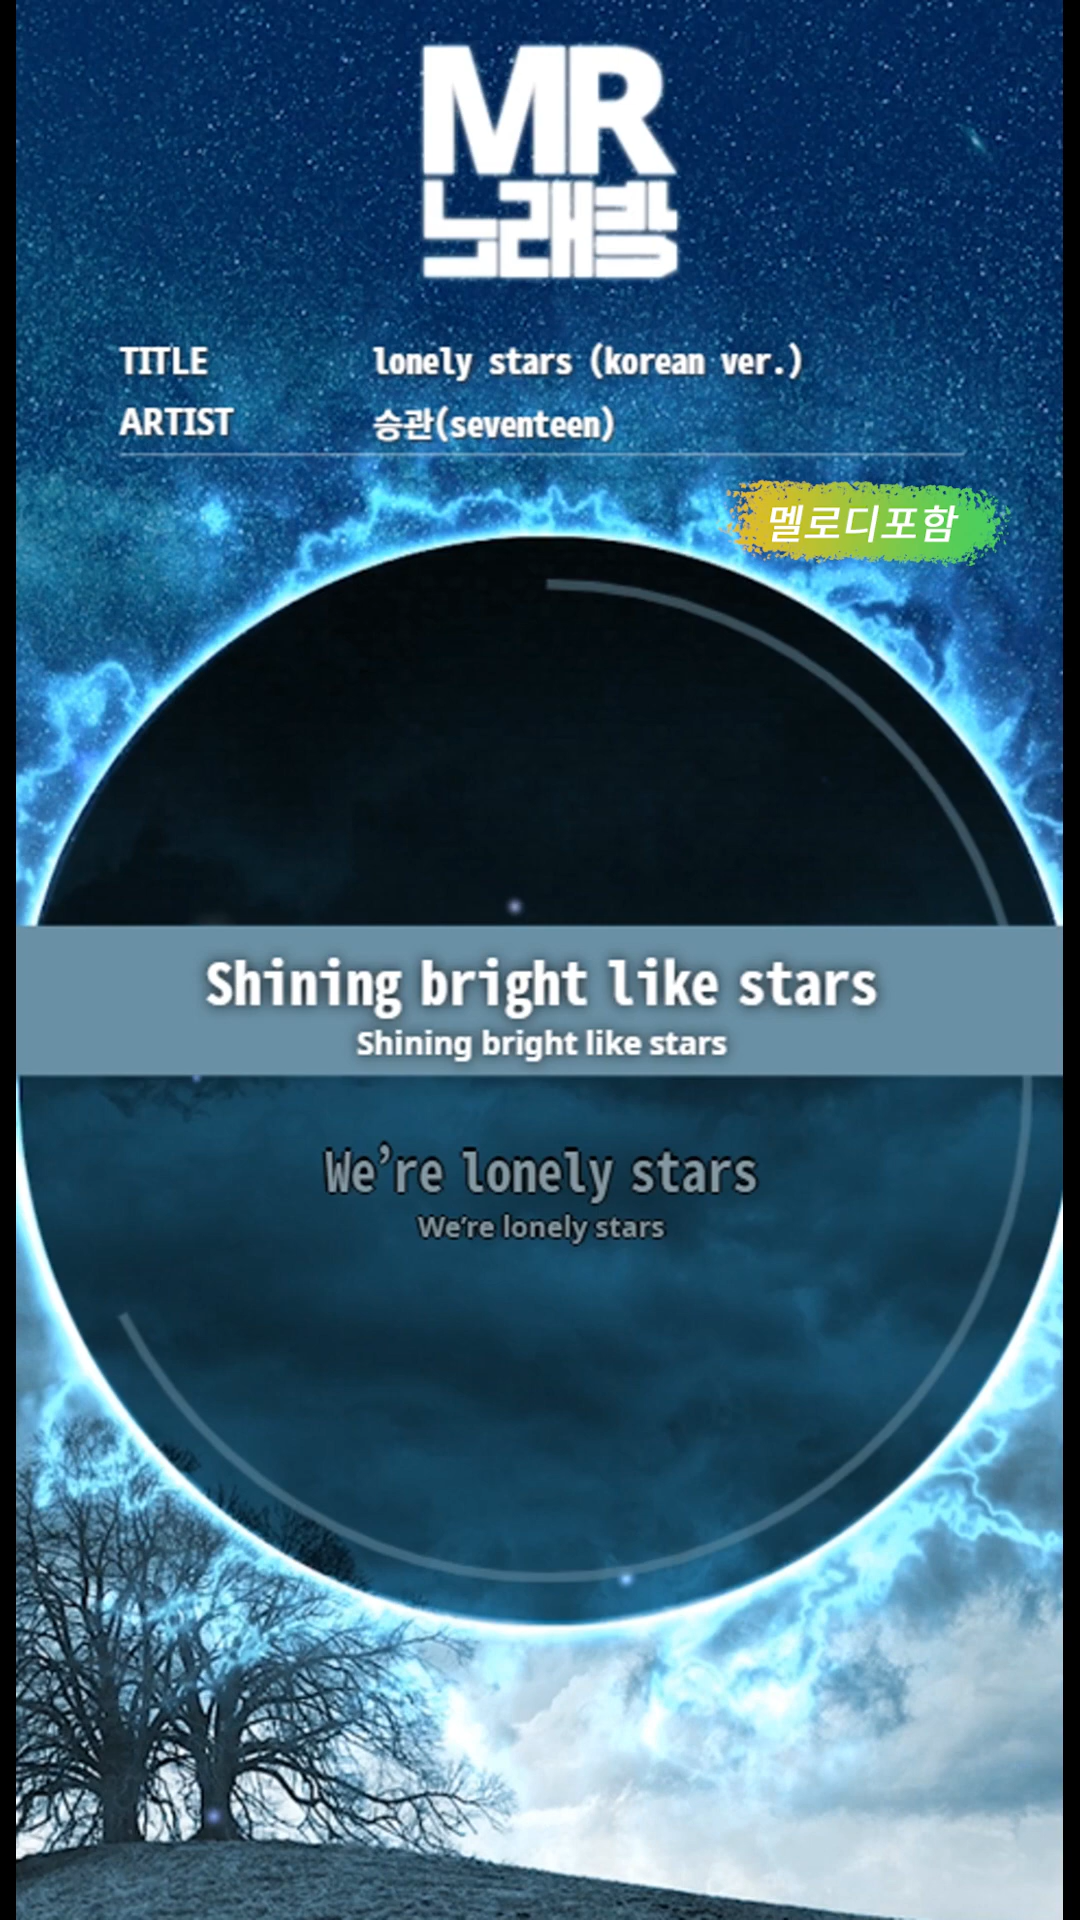 MR
노래방
TITLE lonely stars (korean ver.)
ARTIST 승관(seventeen)
멜로디포함
Shining bright like stars
Shining bright like stars
We’re lonely stars
We’re lonely stars